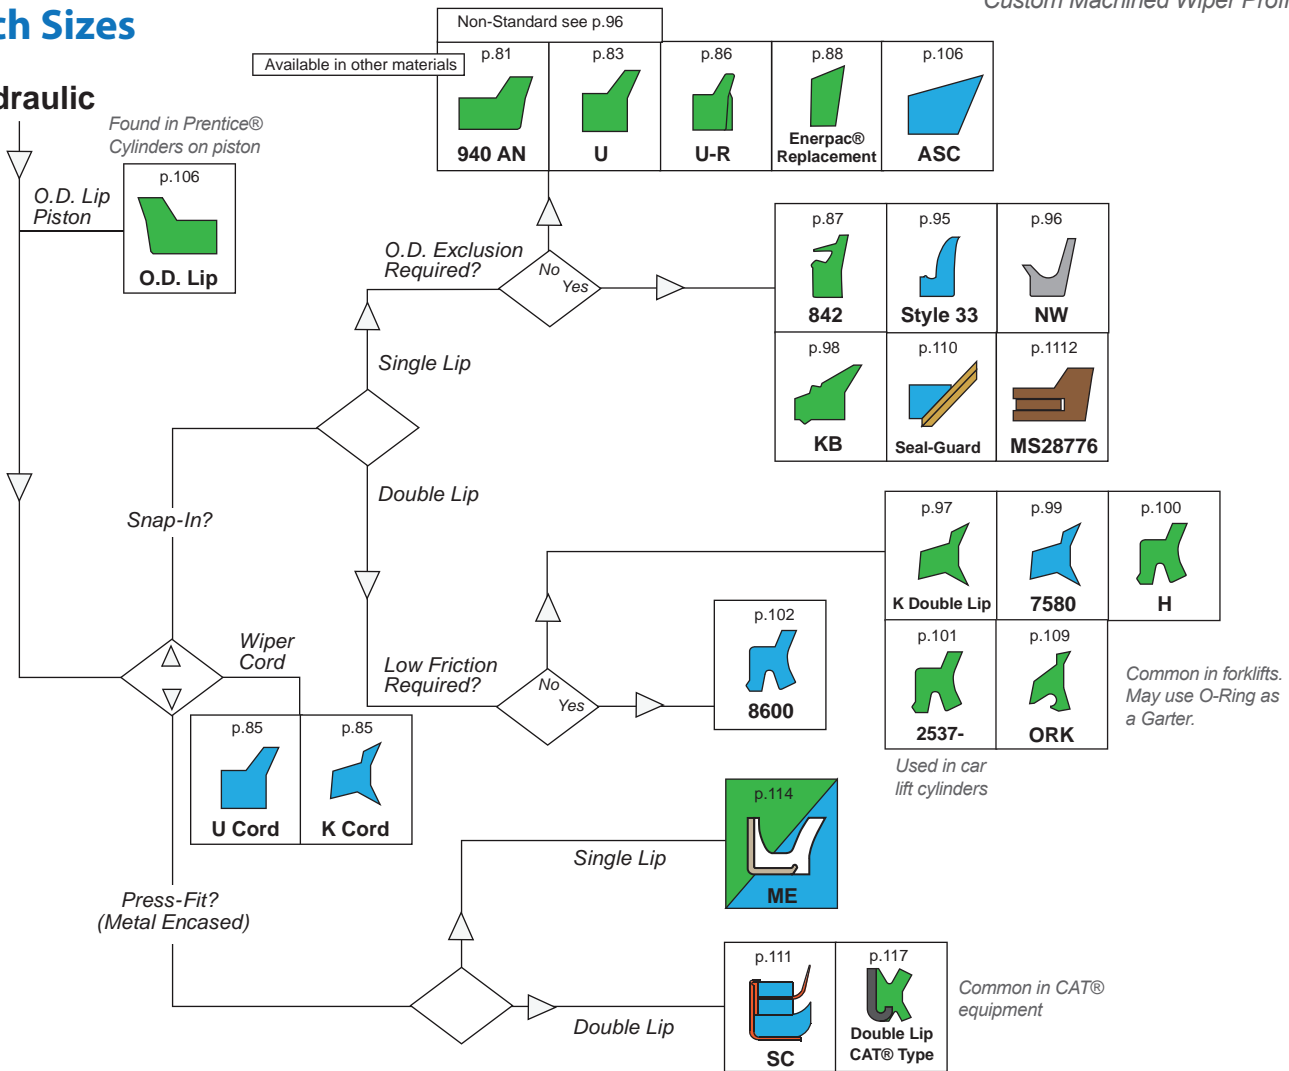 Custom Machined Wiper Profi
ch Sizes
draulic
Non-Standard see p.96
Available in other materials
p.81
940 AN
p.83
U
p.86
U-R
p.88
Enerpac®
Replacement
p.106
ASC
Found in Prentice®
Cylinders on piston
O.D. Lip
Piston
p.106
O.D. Lip
O.D. Exclusion
Required?
No
Yes
p.87
842
p.95
Style 33
p.96
NW
p.98
KB
p.110
Seal-Guard
p.1112
MS28776
Single Lip
Double Lip
Snap-In?
Low Friction
Required?
No
Yes
p.102
8600
p.97
K Double Lip
p.99
7580
p.100
H
p.101
2537-
p.109
ORK
Common in forklifts.
May use O-Ring as
a Garter.
Used in car
lift cylinders
Wiper
Cord
p.85
U Cord
p.85
K Cord
Press-Fit?
(Metal Encased)
Single Lip
p.114
ME
Double Lip
p.111
SC
p.117
Double Lip
CAT® Type
Common in CAT®
equipment